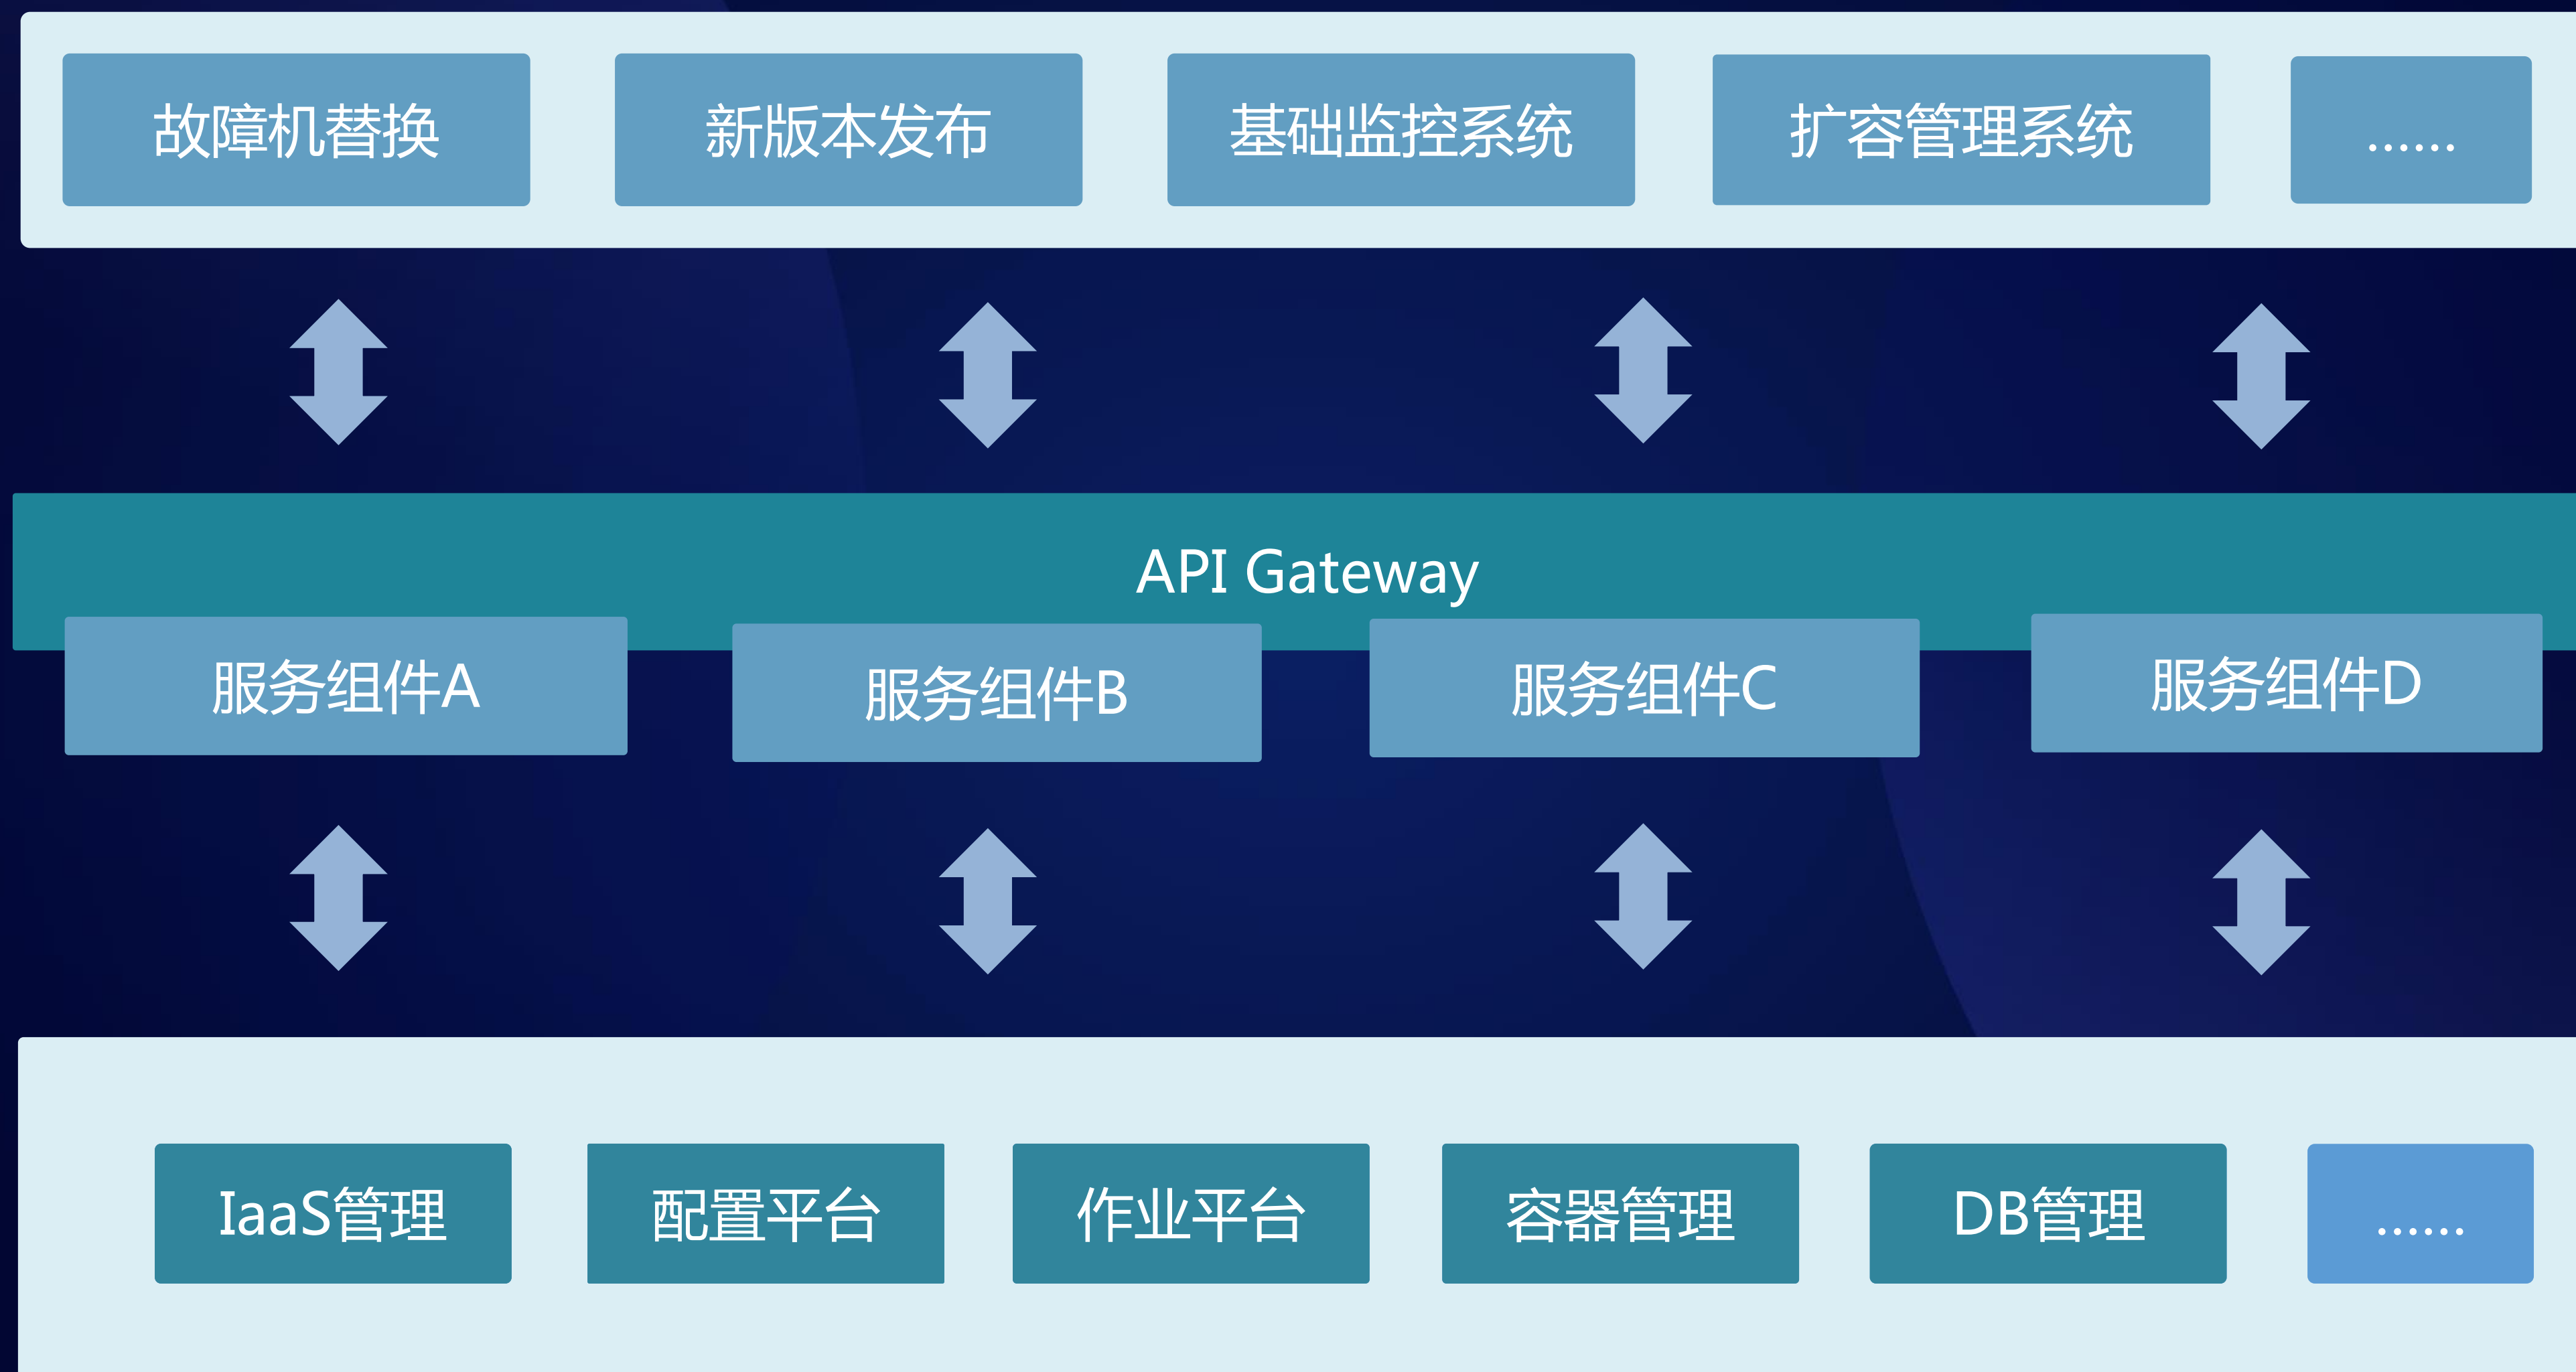 故障机替换
新版本发布
基础监控系统
扩容管理系统
......
API Gateway
服务组件A
服务组件B
服务组件C
服务组件D
IaaS管理
配置平台
作业平台
容器管理
DB管理
......